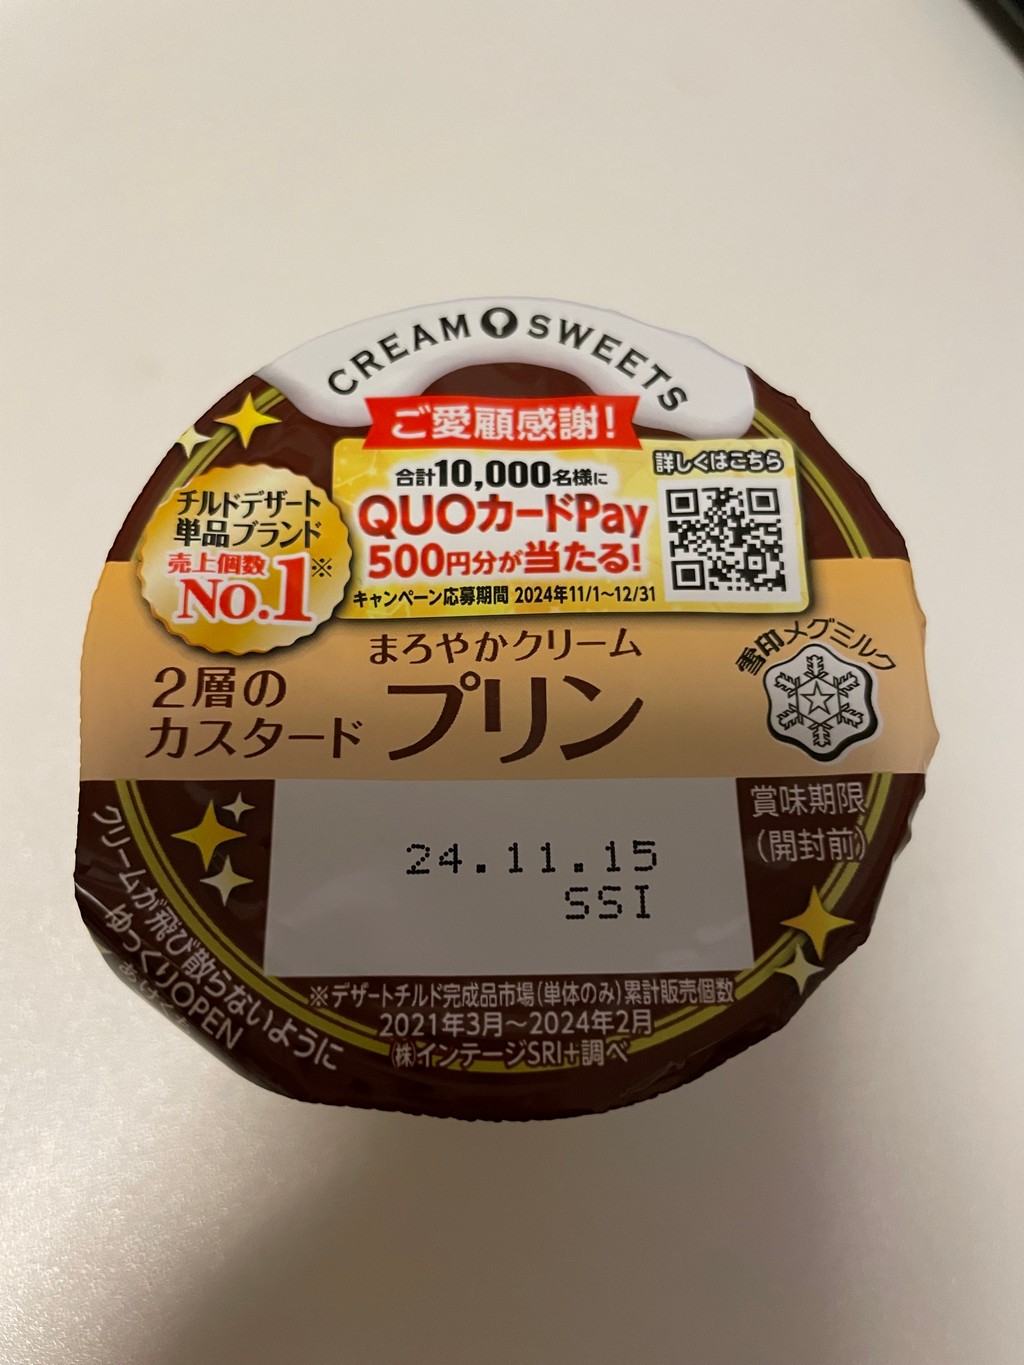 CREAM SWEETS
ご愛顧感謝!
合計10,000名様に
QUOカードPay
500円分が当たる!
キャンペーン応募期間 2024年11/1~12/31
詳しくはこちら
チルドデザート
単品ブランド
売上個数
No.1※
まろやかクリーム
2層の
カスタード
プリン
雪印メグミルク
賞味期限
(開封前)
24.11.15
SSI
クリームが飛び散らないように
ゆっくりOPEN
※デザートチルド完成品市場(単体のみ)累計販売個数
2021年3月~2024年2月
㈱インテージSRI+調べ